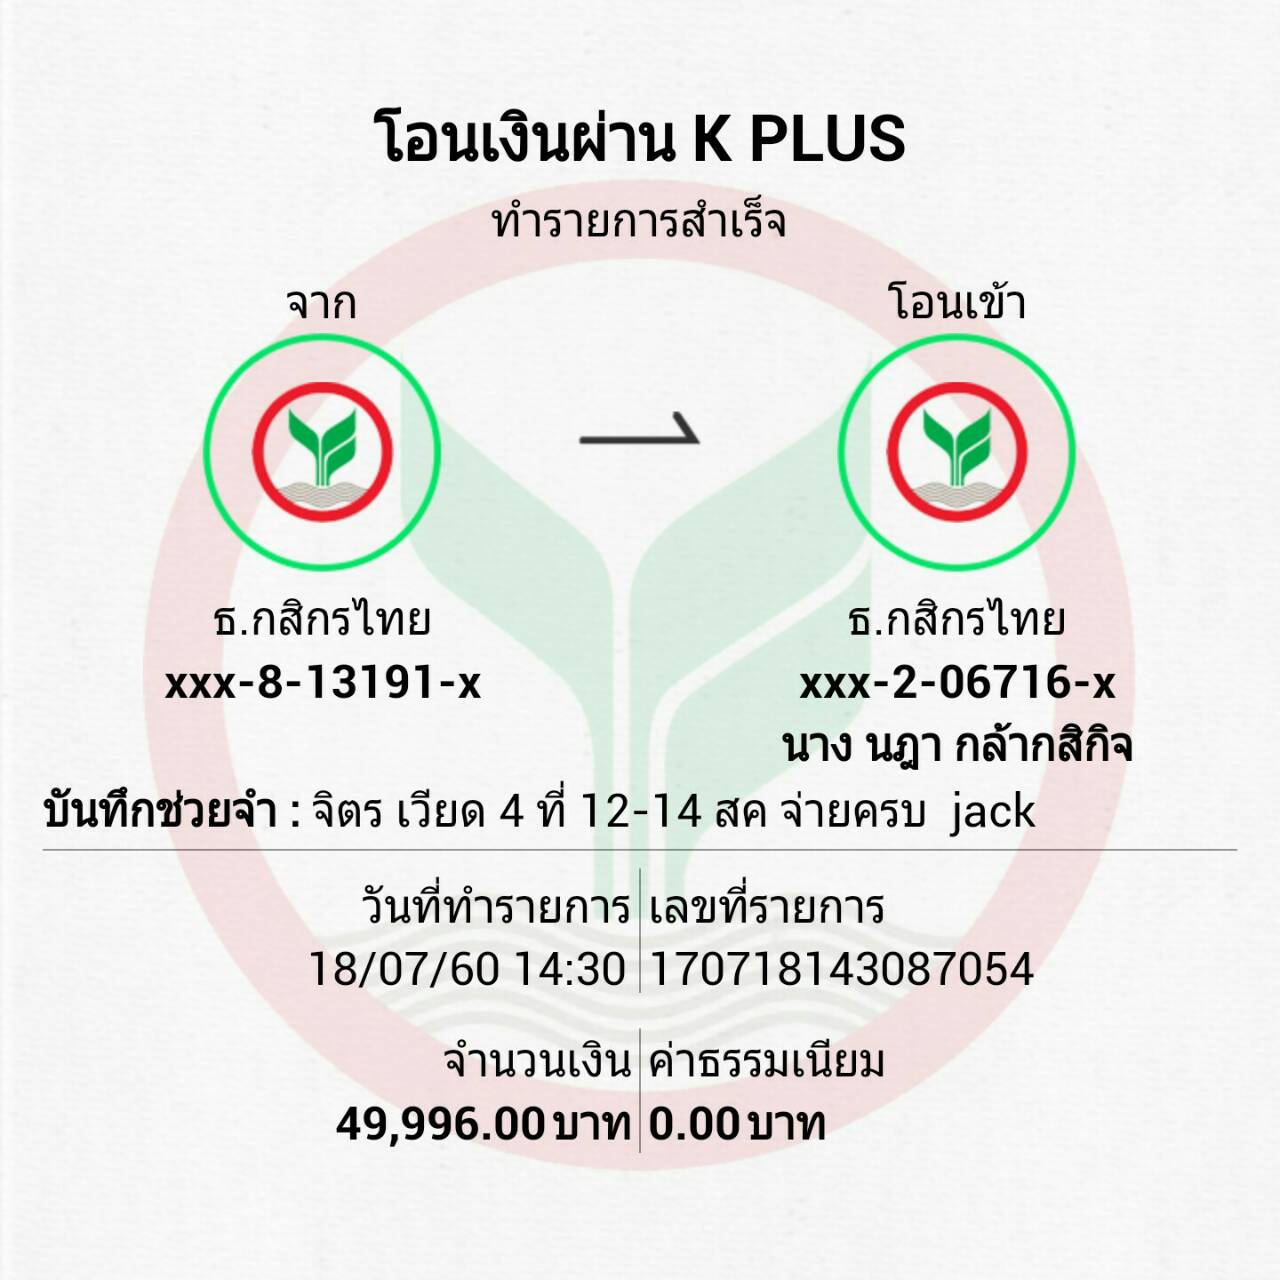 โอนเงินผ่าน K PLUS
ทำรายการสำเร็จ
จาก โอนเข้า
ธ.กสิกรไทย ธ.กสิกรไทย
xxx-8-13191-x xxx-2-06716-x
นาง นฎา กล้ากสิกิจ
บันทึกช่วยจำ : จิตร เวียด 4 ที่ 12-14 สค จ่ายครบ jack
วันที่ทำรายการ เลขที่รายการ
18/07/60 14:30 170718143087054
จำนวนเงิน ค่าธรรมเนียม
49,996.00 บาท 0.00 บาท